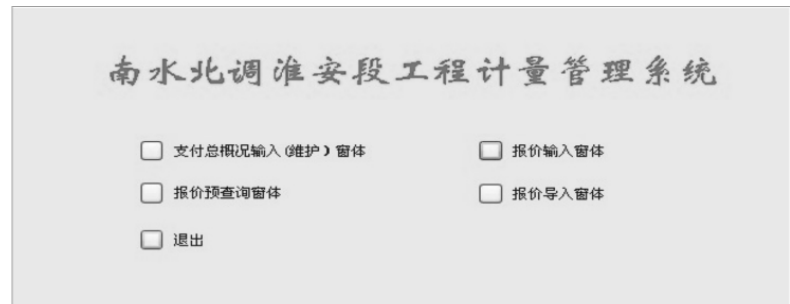 南水北调淮安段工程计量管理系统
支付总概况输入(维护)窗体
报价输入窗体
报价预查询窗体
报价导入窗体
退出